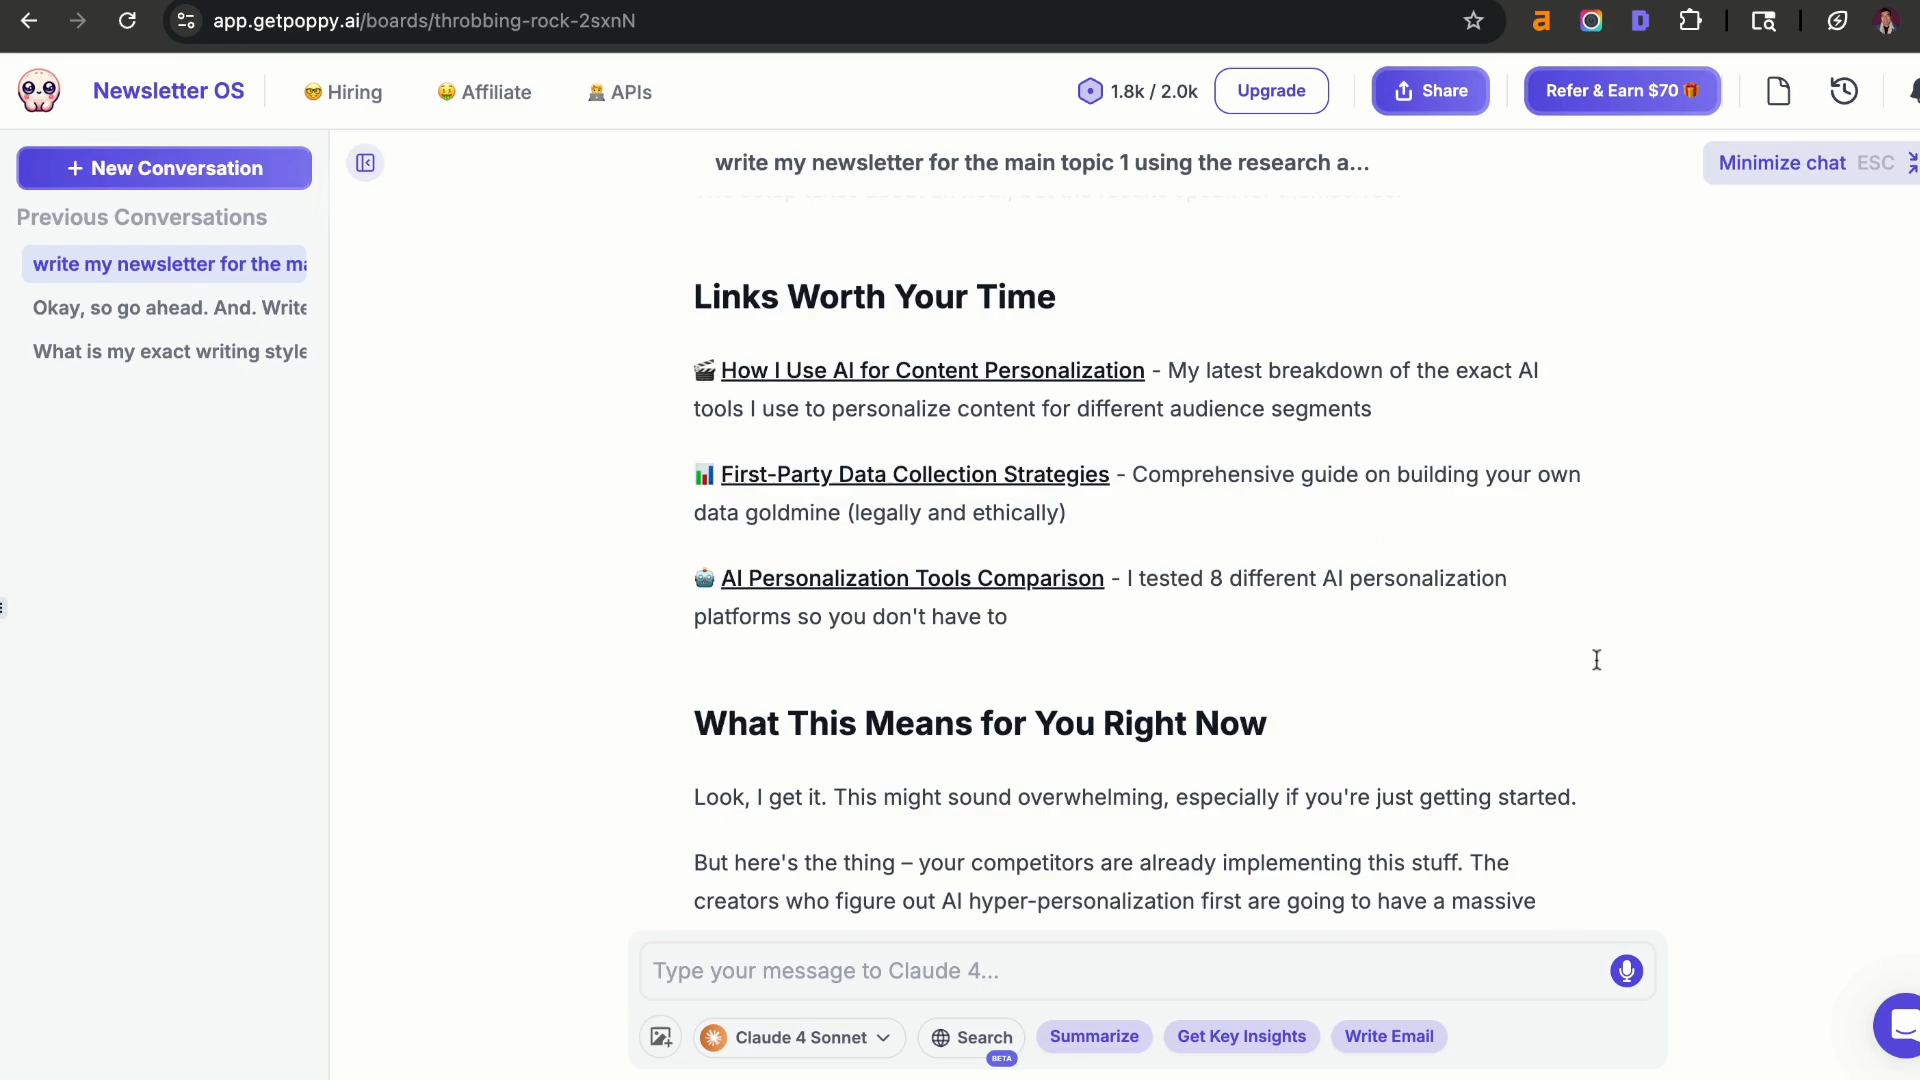 app.getpoppy.ai/boards/throbbing-rock-2sxnN
Newsletter OS
🤓 Hiring
🤑 Affiliate
🧑‍💻 APIs
1.8k / 2.0k
Upgrade
Share
Refer & Earn $70 🎁
+ New Conversation
Previous Conversations
write my newsletter for the ma
Okay, so go ahead. And. Write
What is my exact writing style
write my newsletter for the main topic 1 using the research a...
Minimize chat ESC
Links Worth Your Time
🎬 How I Use AI for Content Personalization - My latest breakdown of the exact AI
tools I use to personalize content for different audience segments
📊 First-Party Data Collection Strategies - Comprehensive guide on building your own
data goldmine (legally and ethically)
🤖 AI Personalization Tools Comparison - I tested 8 different AI personalization
platforms so you don't have to
What This Means for You Right Now
Look, I get it. This might sound overwhelming, especially if you're just getting started.
But here's the thing – your competitors are already implementing this stuff. The
creators who figure out AI hyper-personalization first are going to have a massive
Type your message to Claude 4...
Claude 4 Sonnet
Search
BETA
Summarize
Get Key Insights
Write Email